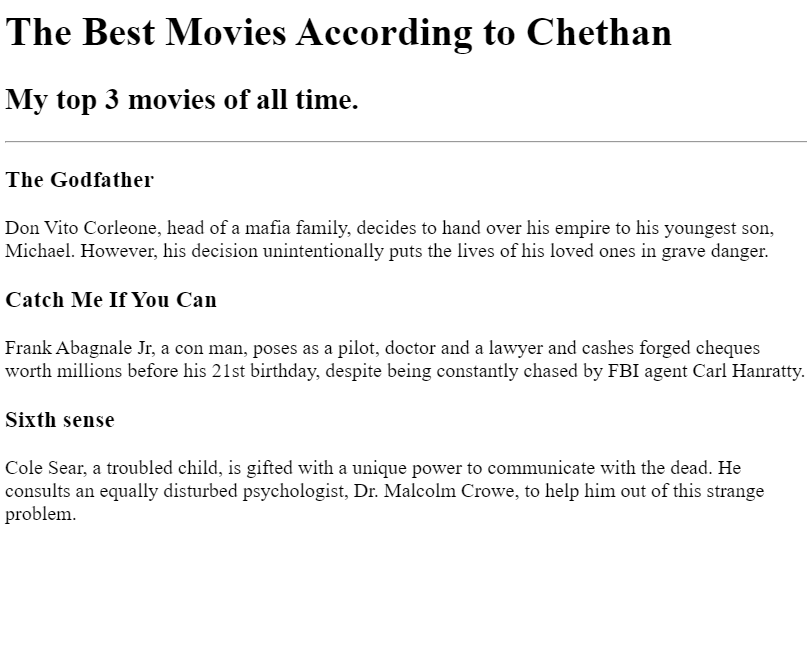 The Best Movies According to Chethan
My top 3 movies of all time.
The Godfather
Don Vito Corleone, head of a mafia family, decides to hand over his empire to his youngest son,
Michael. However, his decision unintentionally puts the lives of his loved ones in grave danger.
Catch Me If You Can
Frank Abagnale Jr, a con man, poses as a pilot, doctor and a lawyer and cashes forged cheques
worth millions before his 21st birthday, despite being constantly chased by FBI agent Carl Hanratty.
Sixth sense
Cole Sear, a troubled child, is gifted with a unique power to communicate with the dead. He
consults an equally disturbed psychologist, Dr. Malcolm Crowe, to help him out of this strange
problem.